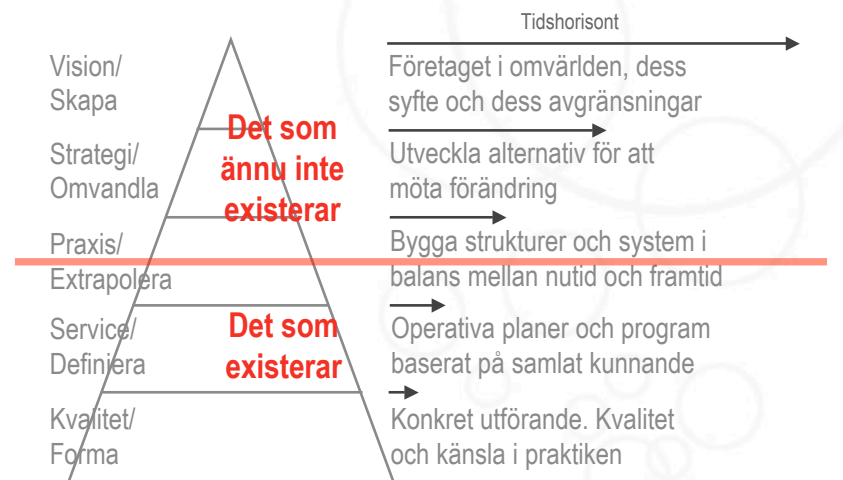 Tidshorisont
Vision/
Skapa
Företaget i omvärlden, dess
syfte och dess avgränsningar
Det som
ännu inte
existerar
Strategi/
Omvandla
Utveckla alternativ för att
möta förändring
Praxis/
Extrapolera
Bygga strukturer och system i
balans mellan nutid och framtid
Det som
existerar
Service/
Definiera
Operativa planer och program
baserat på samlat kunnande
Kvalitet/
Forma
Konkret utförande. Kvalitet
och känsla i praktiken